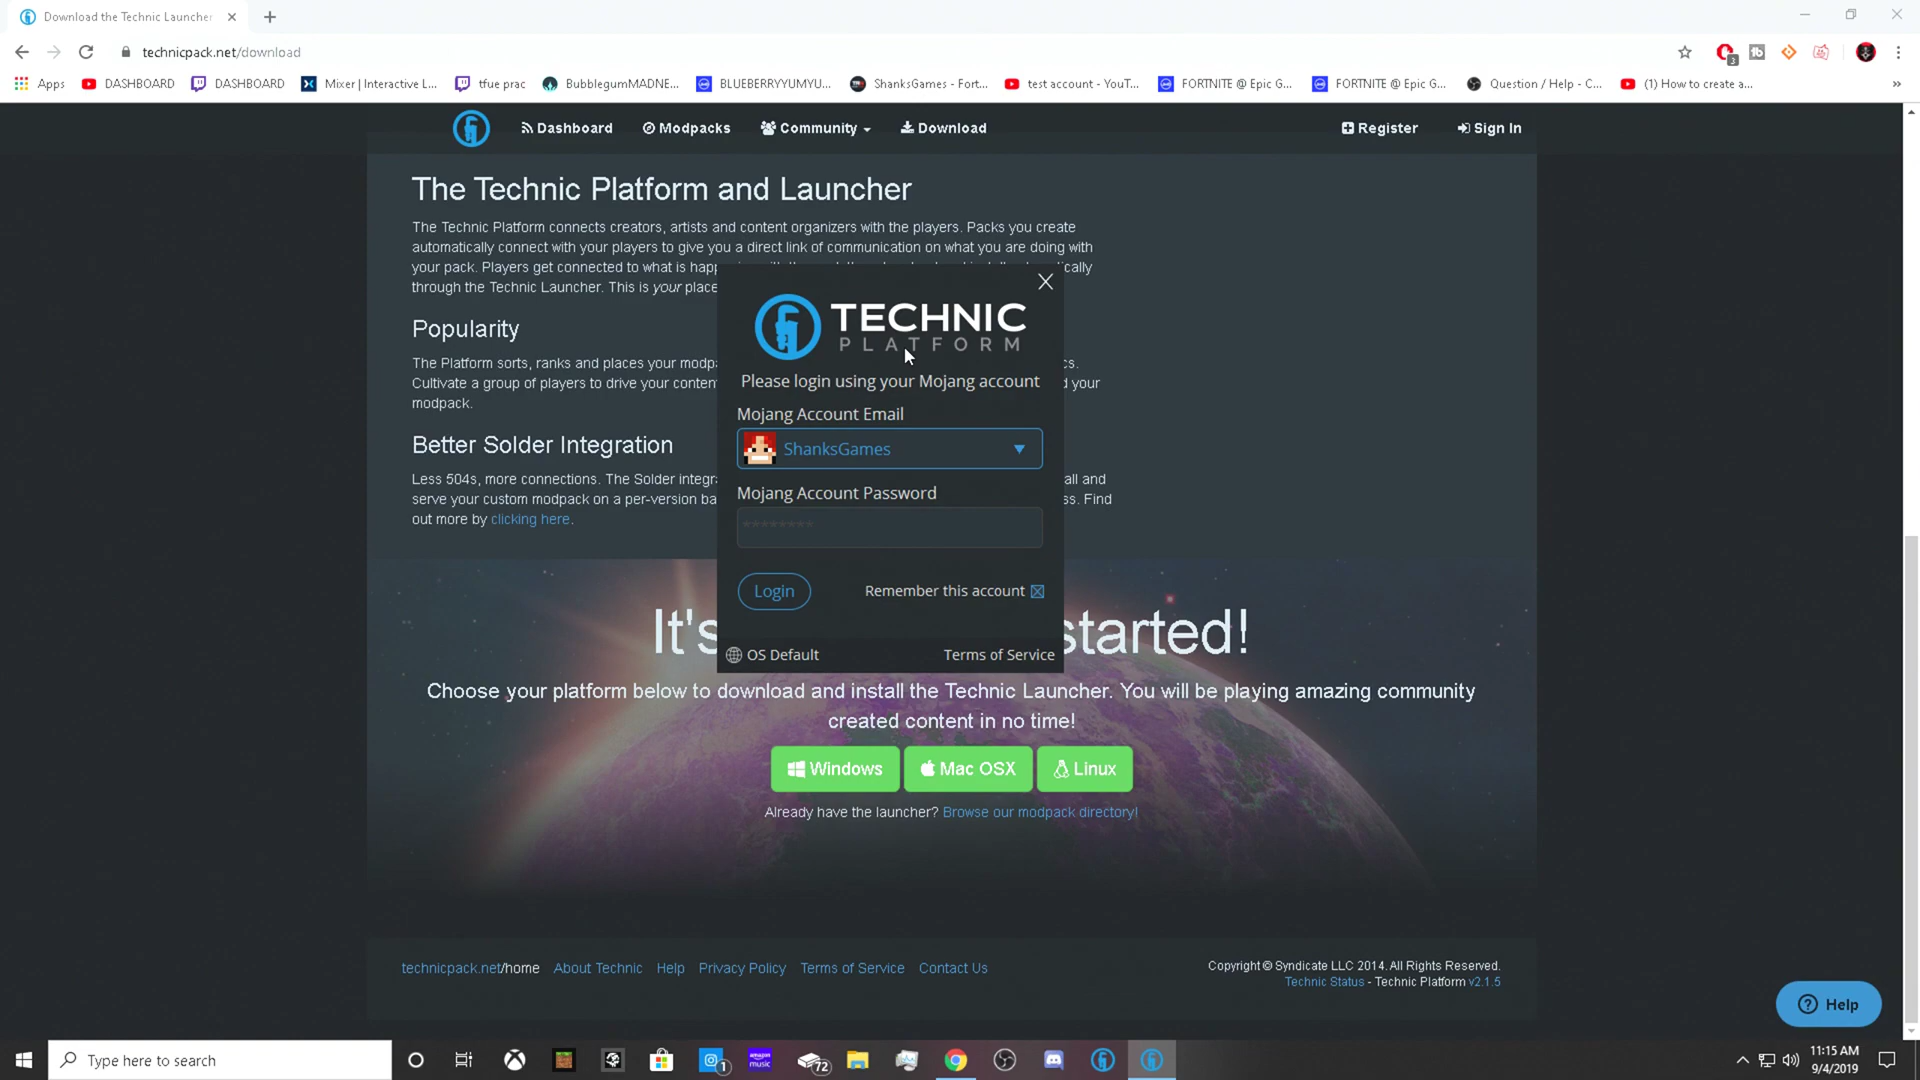 Download the Technic Launcher
technicpack.net/download
3
Apps
DASHBOARD
DASHBOARD
Mixer | Interactive L...
tfue prac
BubblegumMADNE...
BLUEBERRYYUMYU...
ShanksGames - Fort...
test account - YouT...
FORTNITE @ Epic G...
FORTNITE @ Epic G...
Question / Help - C...
(1) How to create a...
»
Dashboard
Modpacks
Community
Download
Register
Sign In
The Technic Platform and Launcher
The Technic Platform connects creators, artists and content organizers with the players. Packs you create
automatically connect with your players to give you a direct link of communication on what you are doing with
your pack. Players get connected to what is
through the Technic Launcher. This is your place
Popularity
The Platform sorts, ranks and places your
Cultivate a group of players to drive your
your
modpack.
Better Solder Integration
Less 504s, more connections. The Solder
and
serve your custom modpack on a per-version
Find
out more by clicking here.
TECHNIC
PLATFORM
Please login using your Mojang account
Mojang Account Email
ShanksGames
Mojang Account Password
********
Login
Remember this account
OS Default
Terms of Service
It's
started!
Choose your platform below to download and install the Technic Launcher. You will be playing amazing community
created content in no time!
Windows
Mac OSX
Linux
Already have the launcher? Browse our modpack directory!
technicpack.net/home
About Technic
Help
Privacy Policy
Terms of Service
Contact Us
Copyright © Syndicate LLC 2014. All Rights Reserved.
Technic Status - Technic Platform v2.1.5
Help
Type here to search
1
amazon music
72
11:15 AM
9/4/2019